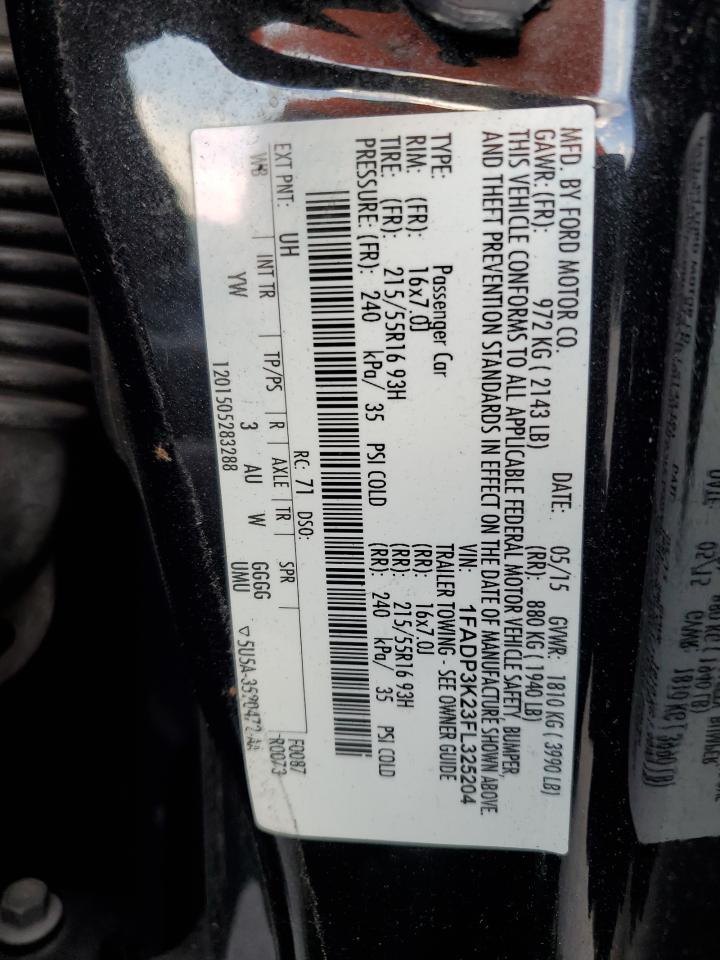 MFD. BY FORD MOTOR CO.
DATE: 05/15 GVWR: 1810 KG ( 3990 LB)
GAWR: (FR): 972 KG ( 2143 LB) (RR): 880 KG ( 1940 LB)
THIS VEHICLE CONFORMS TO ALL APPLICABLE FEDERAL MOTOR VEHICLE SAFETY, BUMPER,
AND THEFT PREVENTION STANDARDS IN EFFECT ON THE DATE OF MANUFACTURE SHOWN ABOVE.
VIN: 1FADP3K23FL325204
TYPE: Passenger Car TRAILER TOWING - SEE OWNER GUIDE
RIM: (FR): 16x7.0J (RR): 16x7.0J
TIRE: (FR): 215/55R16 93H (RR): 215/55R16 93H
PRESSURE: (FR): 240 kPa/ 35 PSI COLD (RR): 240 kPa/ 35 PSI COLD
EXT PNT: UH RC: 71 DSO: F0087
R0073
WB INT TR TP/PS R AXLE TR SPR
YW 3 AU W GGGG
1201505283288 UMU ▽5U5A-3520472-AA